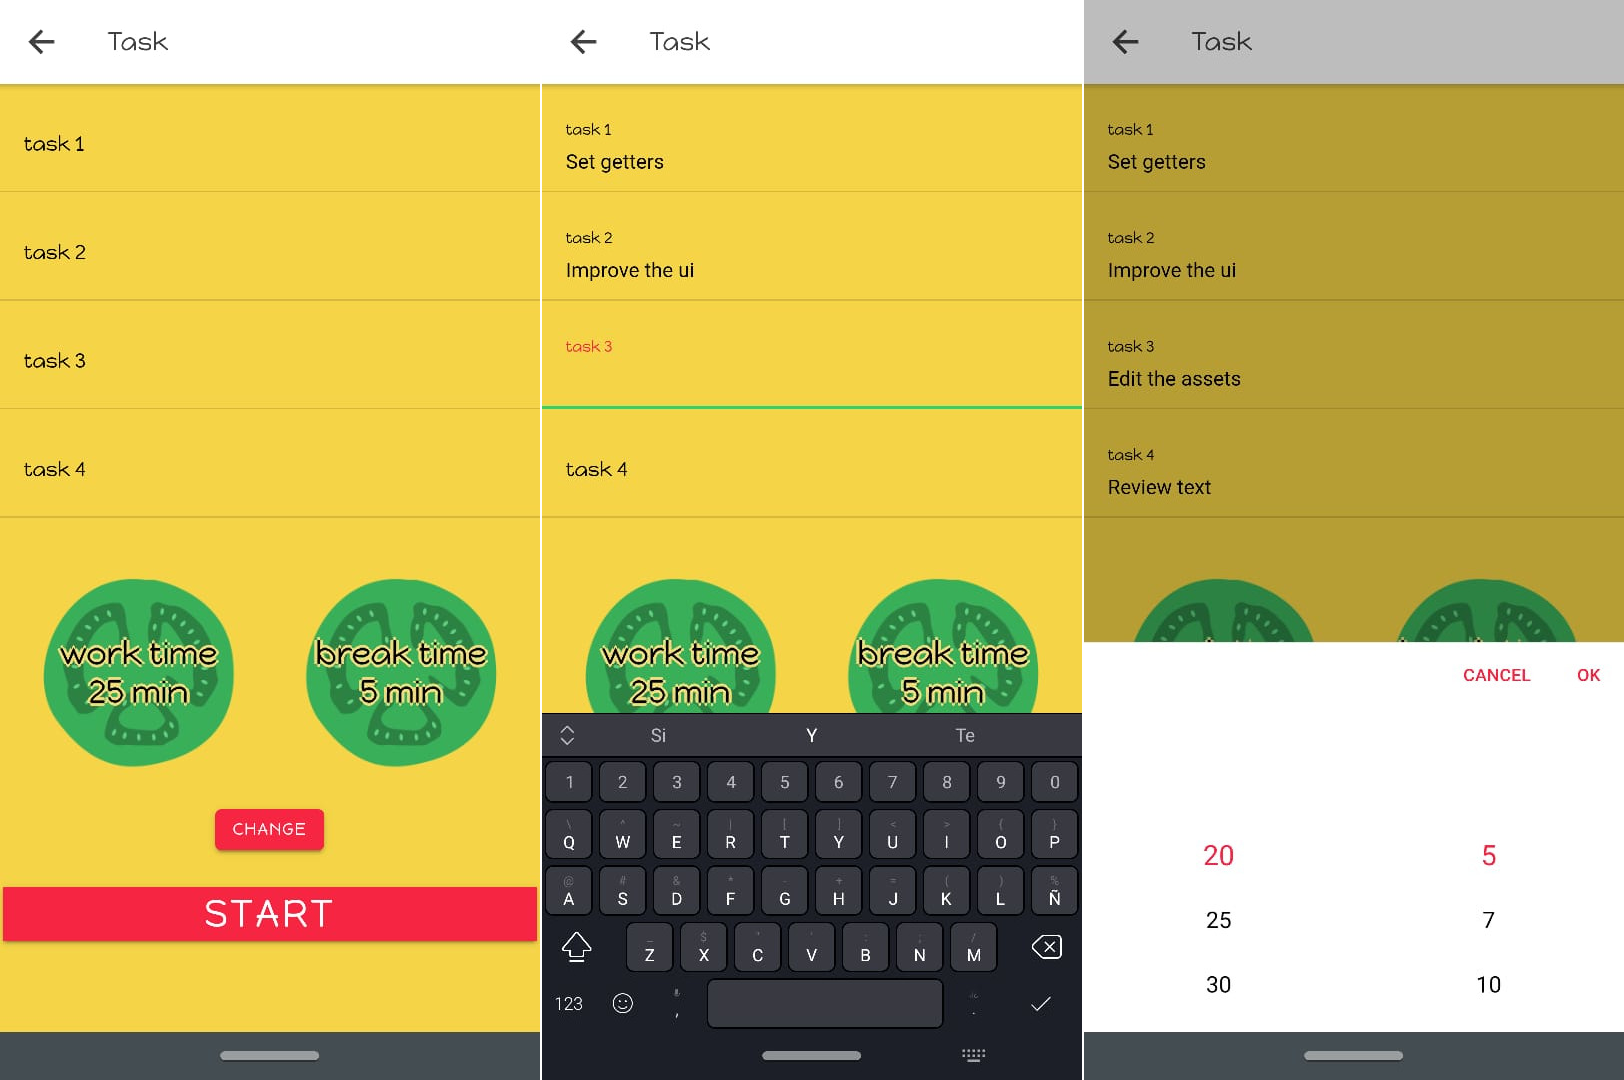 Task
task 1
task 2
task 3
task 4
work time
25 min
break time
5 min
CHANGE
START
Task
task 1
Set getters
task 2
Improve the ui
task 3
task 4
work time
25 min
break time
5 min
Si Y Te
1 2 3 4 5 6 7 8 9 0
\ ^ ~ | [ ] < > { }
Q W E R T Y U I O P
@ # & * - + = ( ) %
A S D F G H J K L Ñ
_ $ " ' : ; /
Z X C V B N M
123 , .
Task
task 1
Set getters
task 2
Improve the ui
task 3
Edit the assets
task 4
Review text
CANCEL OK
20 5
25 7
30 10